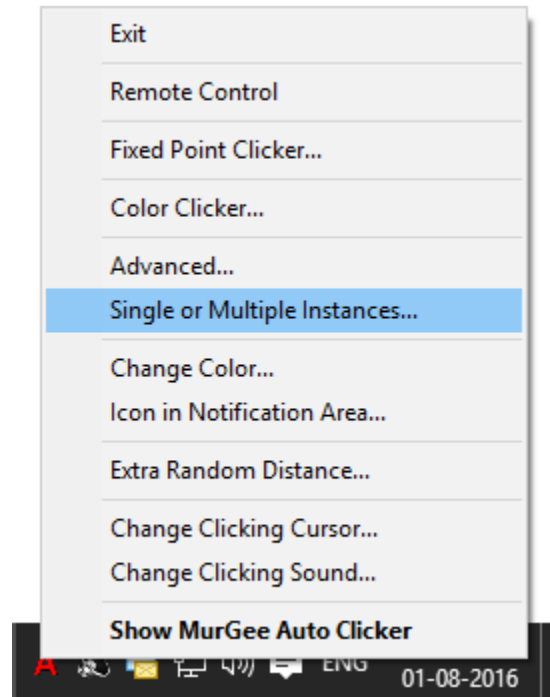 Exit
Remote Control
Fixed Point Clicker...
Color Clicker...
Advanced...
Single or Multiple Instances...
Change Color...
Icon in Notification Area...
Extra Random Distance...
Change Clicking Cursor...
Change Clicking Sound...
Show MurGee Auto Clicker
A ENG
01-08-2016